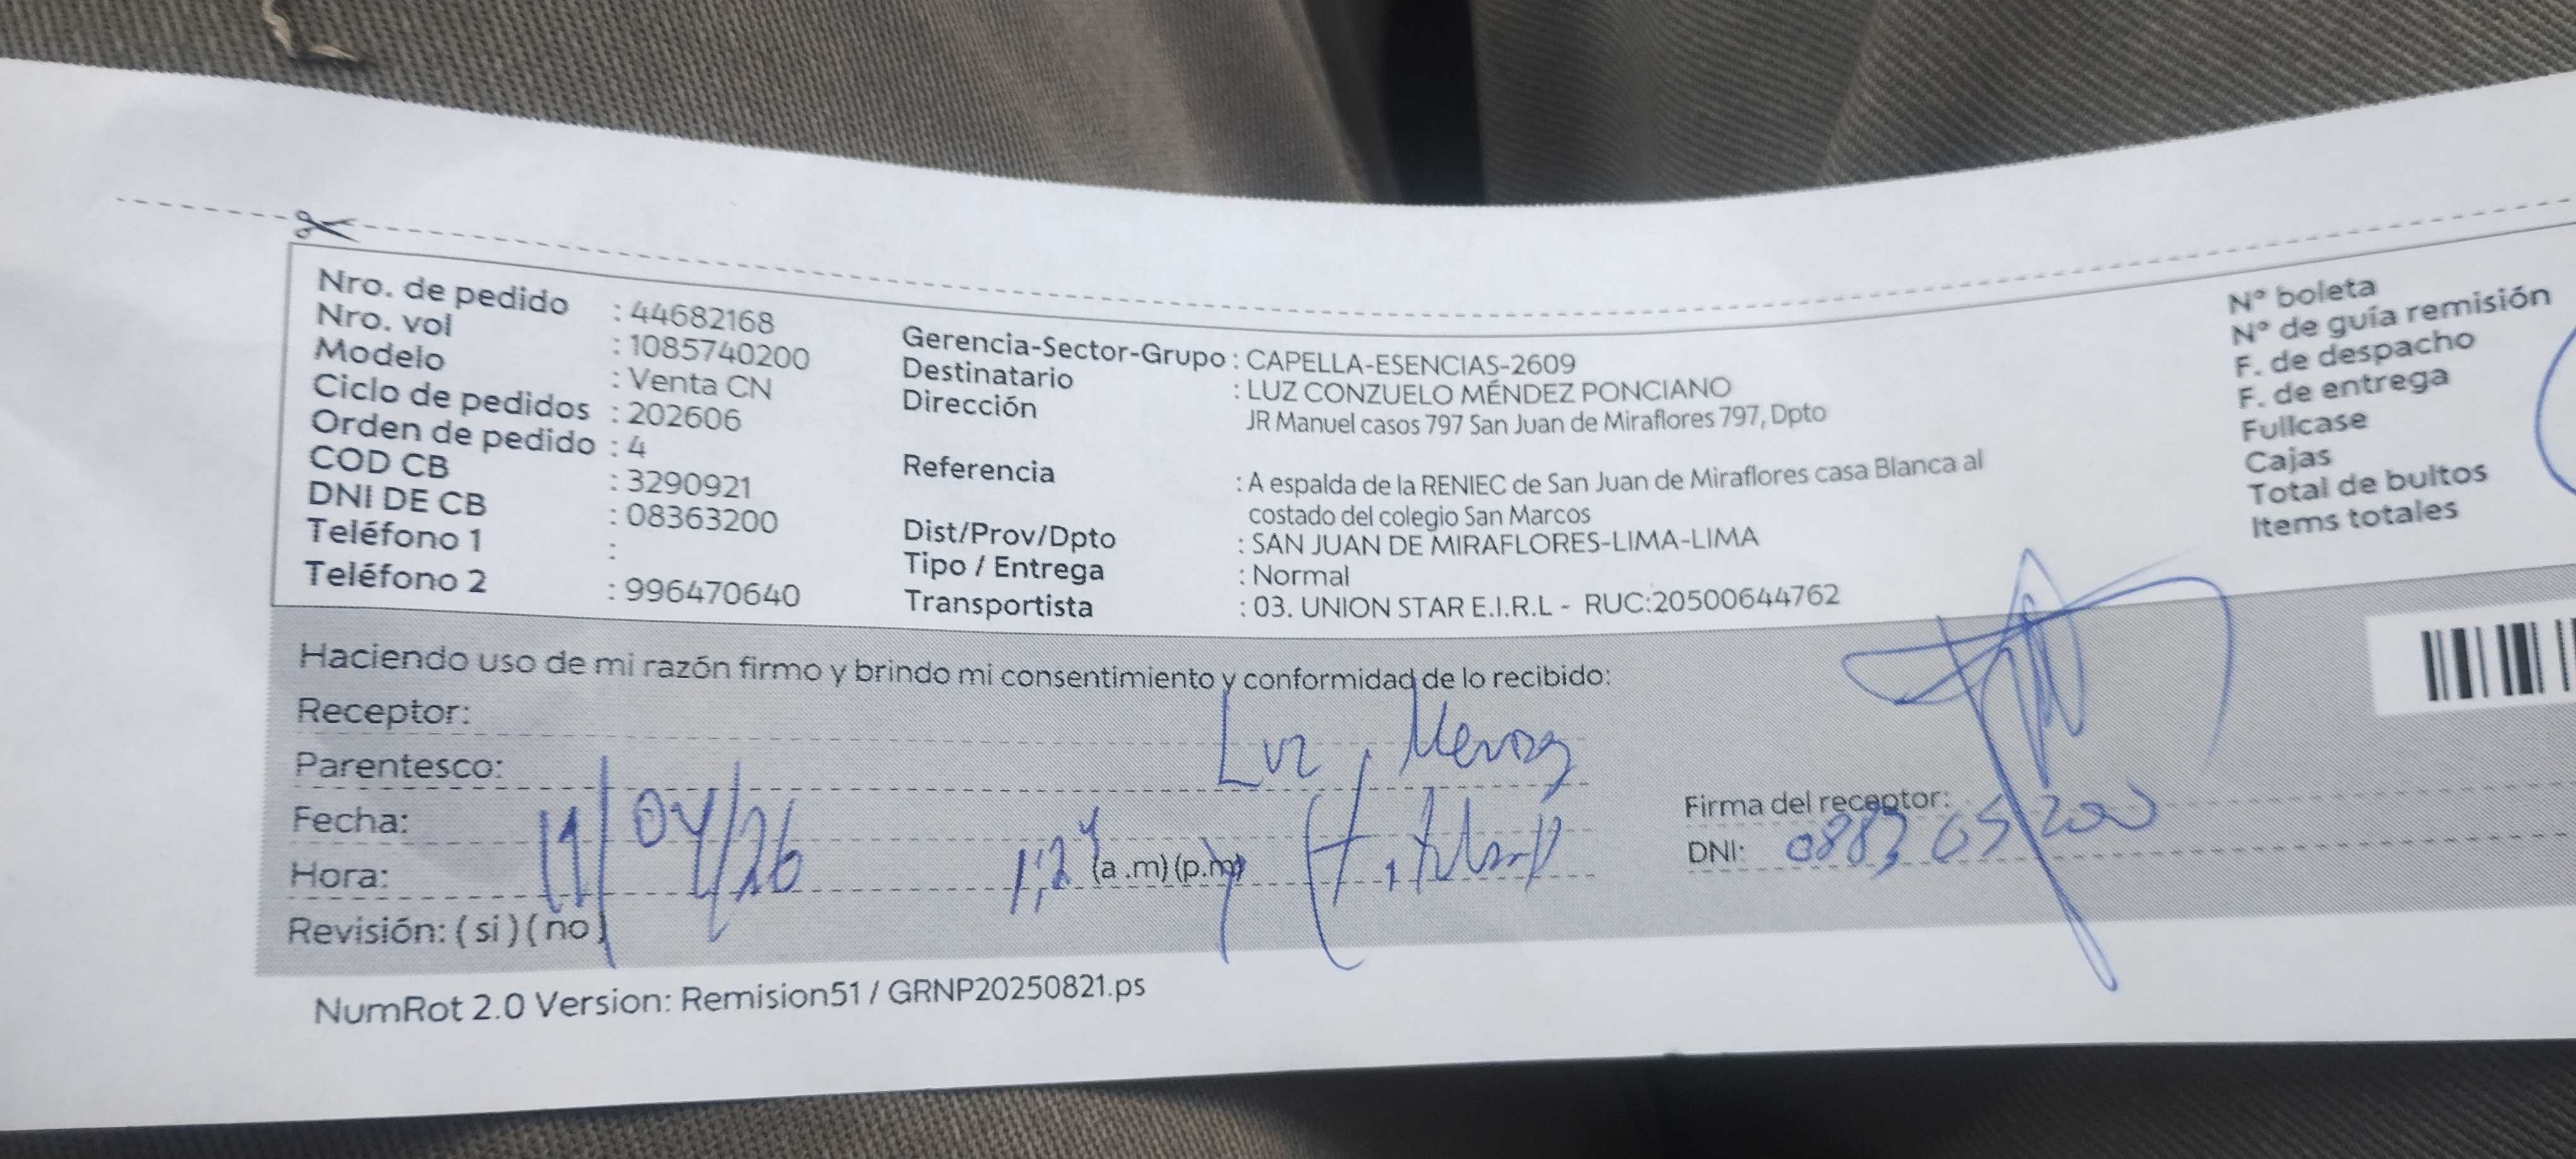 Nro. de pedido : 44682168
Nro. vol : 1085740200
Modelo : Venta CN
Ciclo de pedidos : 202606
Orden de pedido : 4
COD CB : 3290921
DNI DE CB : 08363200
Teléfono 1 :
Teléfono 2 : 996470640
Gerencia-Sector-Grupo : CAPELLA-ESENCIAS-2609
Destinatario : LUZ CONZUELO MÉNDEZ PONCIANO
Dirección JR Manuel casos 797 San Juan de Miraflores 797, Dpto
Referencia : A espalda de la RENIEC de San Juan de Miraflores casa Blanca al
costado del colegio San Marcos
Dist/Prov/Dpto : SAN JUAN DE MIRAFLORES-LIMA-LIMA
Tipo / Entrega : Normal
Transportista : 03. UNION STAR E.I.R.L - RUC:20500644762
N° boleta
N° de guía remisión
F. de despacho
F. de entrega
Fullcase
Cajas
Total de bultos
Items totales
Haciendo uso de mi razón firmo y brindo mi consentimiento y conformidad de lo recibido:
Receptor: Luz
Parentesco:
Fecha: 11/04/26
Hora: (a .m) (p.m)
Revisión: ( si ) ( no )
Firma del receptor:
DNI:
NumRot 2.0 Version: Remision51 / GRNP20250821.ps